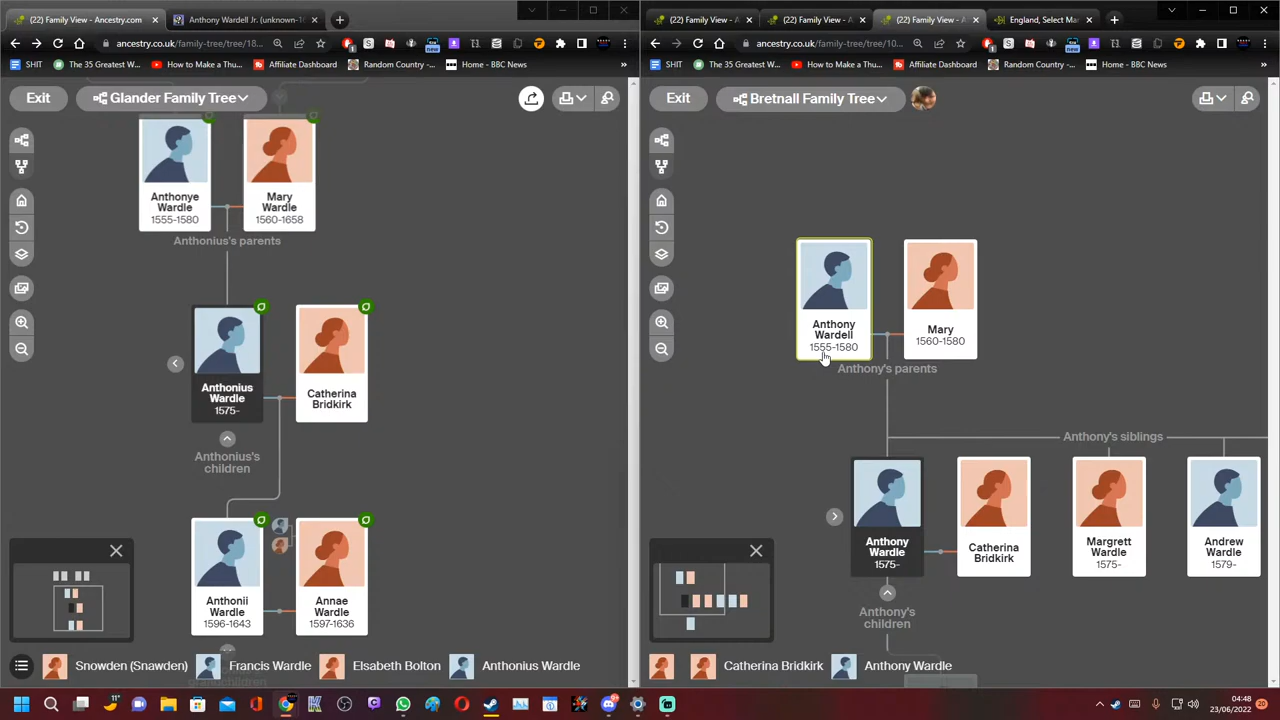 (22) Family View - Ancestry.com
Anthony Wardell Jr. (unknown-1
(22) Family View - A
(22) Family View - A
(22) Family View - A
England, Select Mar
ancestry.co.uk/family-tree/tree/18
ancestry.co.uk/family-tree/tree/10
SHIT
The 35 Greatest W...
How to Make a Thu...
Affiliate Dashboard
Random Country -...
Home - BBC News
SHIT
The 35 Greatest W...
How to Make a Thu...
Affiliate Dashboard
Random Country -...
Home - BBC News
Exit
Glander Family Tree
Exit
Bretnall Family Tree
Anthonye
Wardle
1555-1580
Mary
Wardle
1560-1658
Anthonius's parents
Anthonius
Wardle
1575-
Catherina
Bridkirk
Anthonius's
children
Anthonii
Wardle
1596-1643
Annae
Wardle
1597-1636
Snowden (Snawden)
Francis Wardle
Elsabeth Bolton
Anthonius Wardle
grandchildren
Anthony
Wardell
1555-1580
Mary
1560-1580
Anthony's parents
Anthony's siblings
Anthony
Wardle
1575-
Catherina
Bridkirk
Margrett
Wardle
1575-
Andrew
Wardle
1579-
Anthony's
children
Catherina Bridkirk
Anthony Wardle
04:48
23/06/2022
20